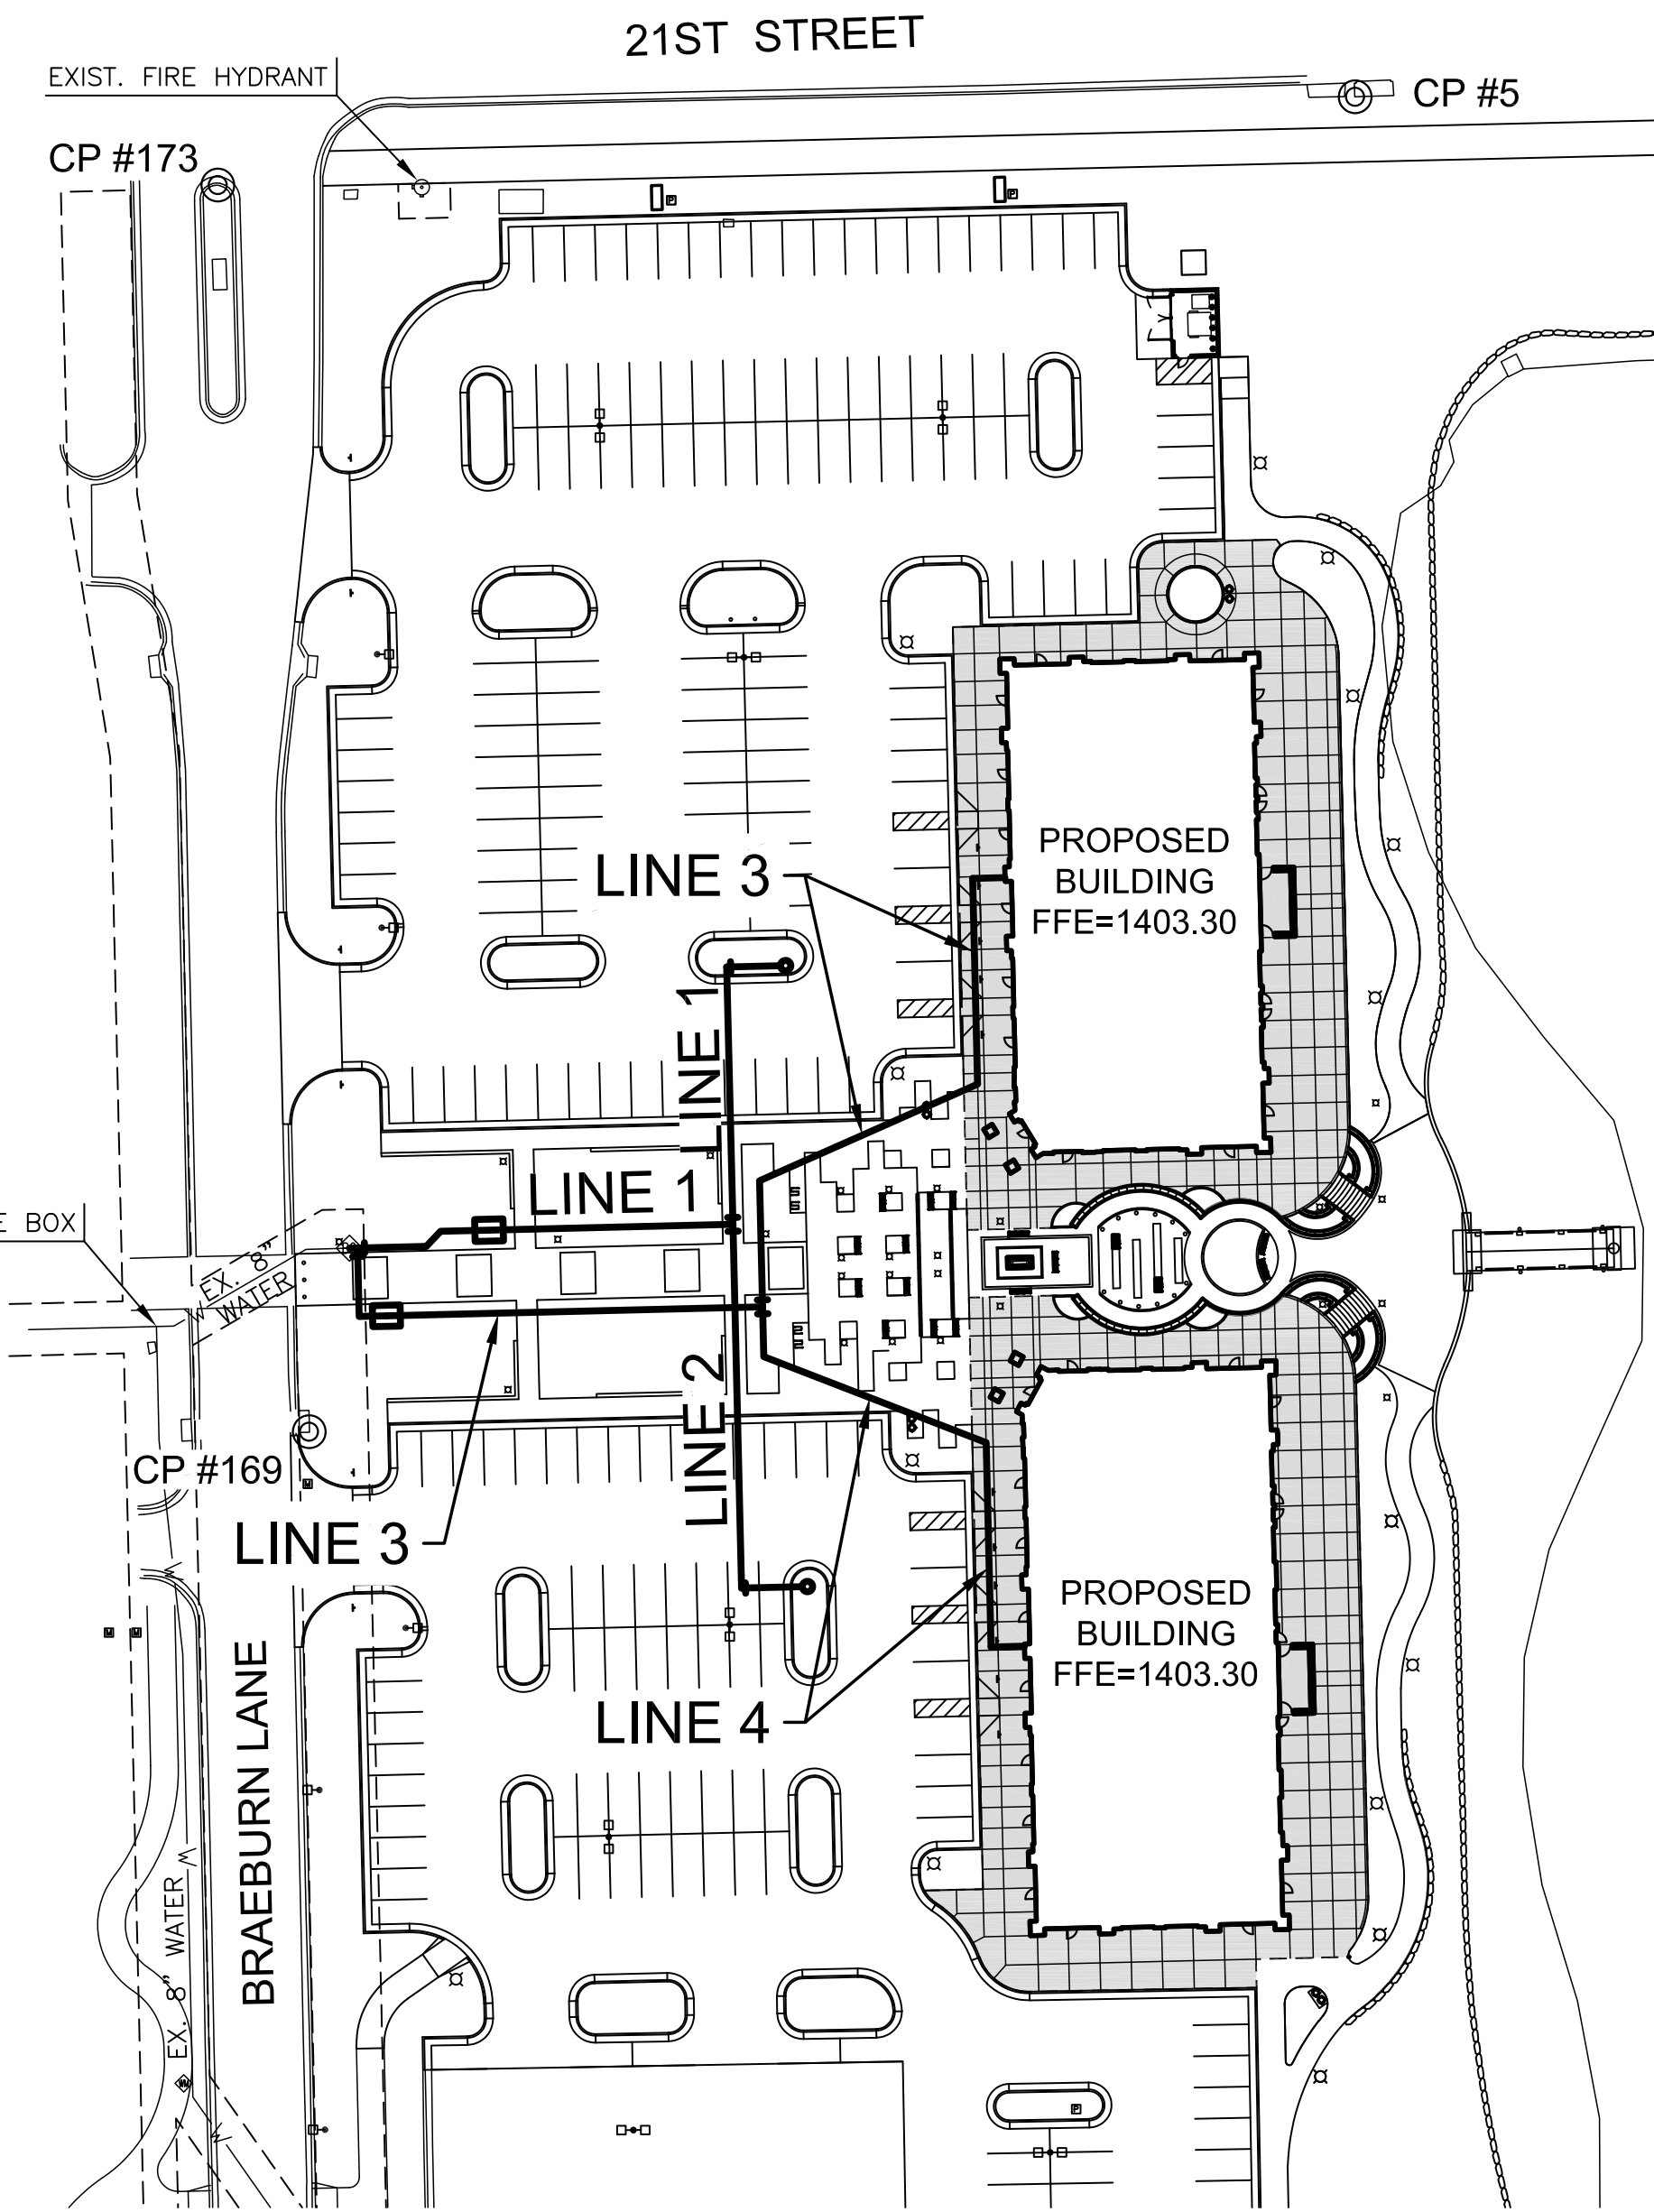 21ST STREET
EXIST. FIRE HYDRANT
CP #5
CP #173
PROPOSED
BUILDING
FFE=1403.30
LINE 3
LINE 1
LINE 1
E BOX
EX. 8"
WATER
W
LINE 2
CP #169
LINE 3
PROPOSED
BUILDING
FFE=1403.30
LINE 4
BRAEBURN LANE
W
EX. 8" WATER
W
W